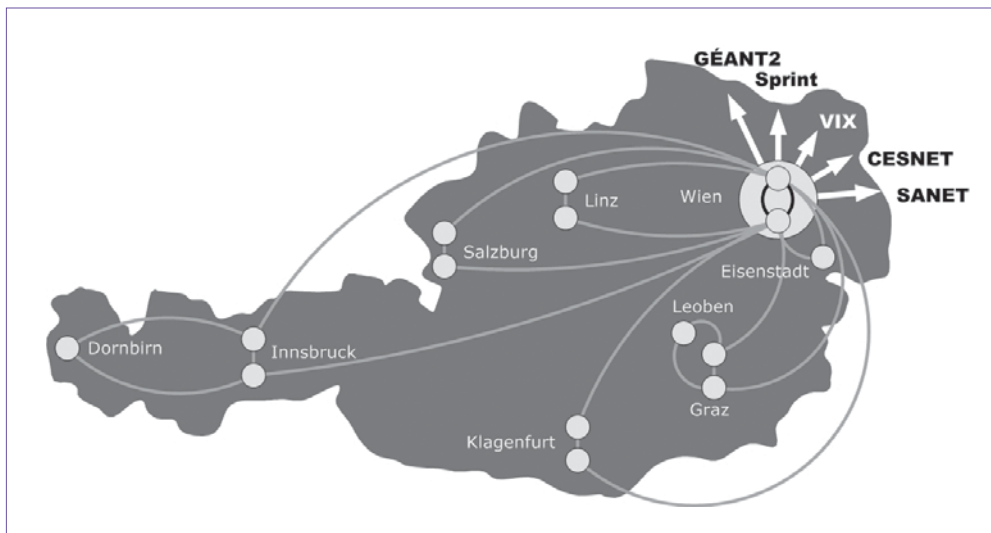 GÉANT2
Sprint
VIX
CESNET
SANET
Linz
Wien
Salzburg
Eisenstadt
Leoben
Dornbirn
Innsbruck
Graz
Klagenfurt